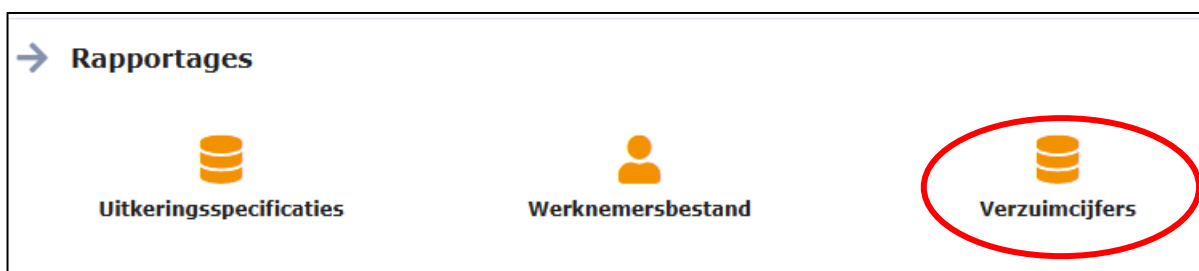 Rapportages
Uitkeringsspecificaties
Werknemersbestand
Verzuimcijfers